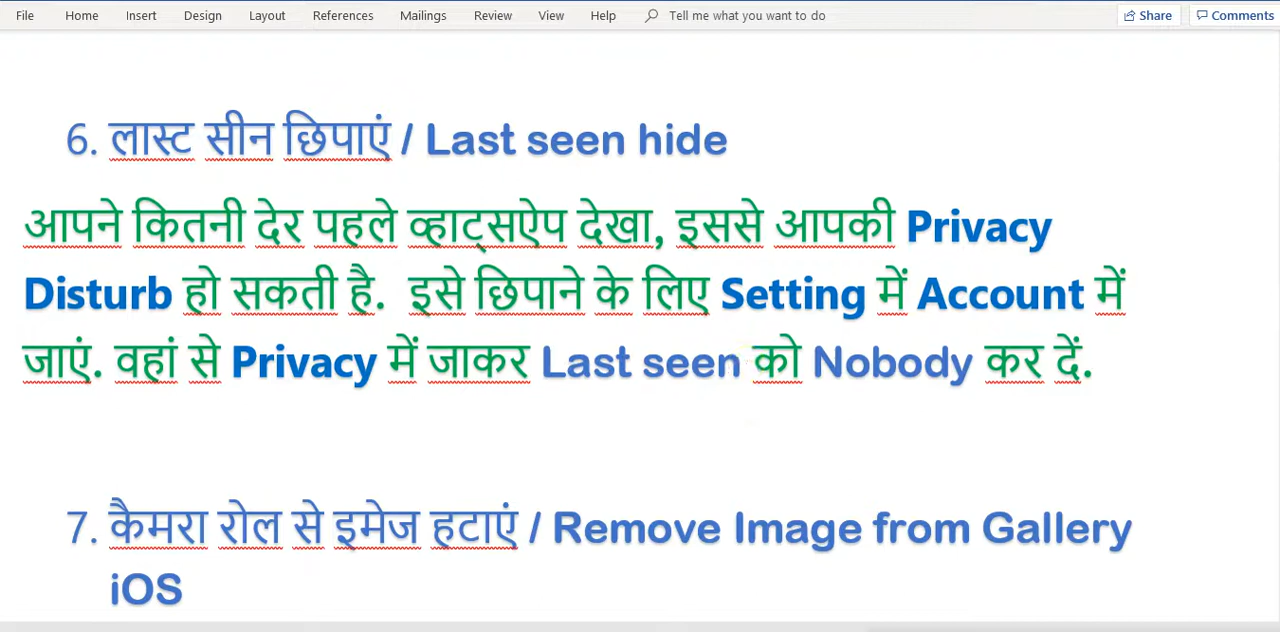 File Home Insert Design Layout References Mailings Review View Help Tell me what you want to do Share Comments
6. लास्ट सीन छिपाएं / Last seen hide
आपने कितनी देर पहले व्हाट्सऐप देखा, इससे आपकी Privacy
Disturb हो सकती है. इसे छिपाने के लिए Setting में Account में
जाएं. वहां से Privacy में जाकर Last seen को Nobody कर दें.
7. कैमरा रोल से इमेज हटाएं / Remove Image from Gallery
iOS